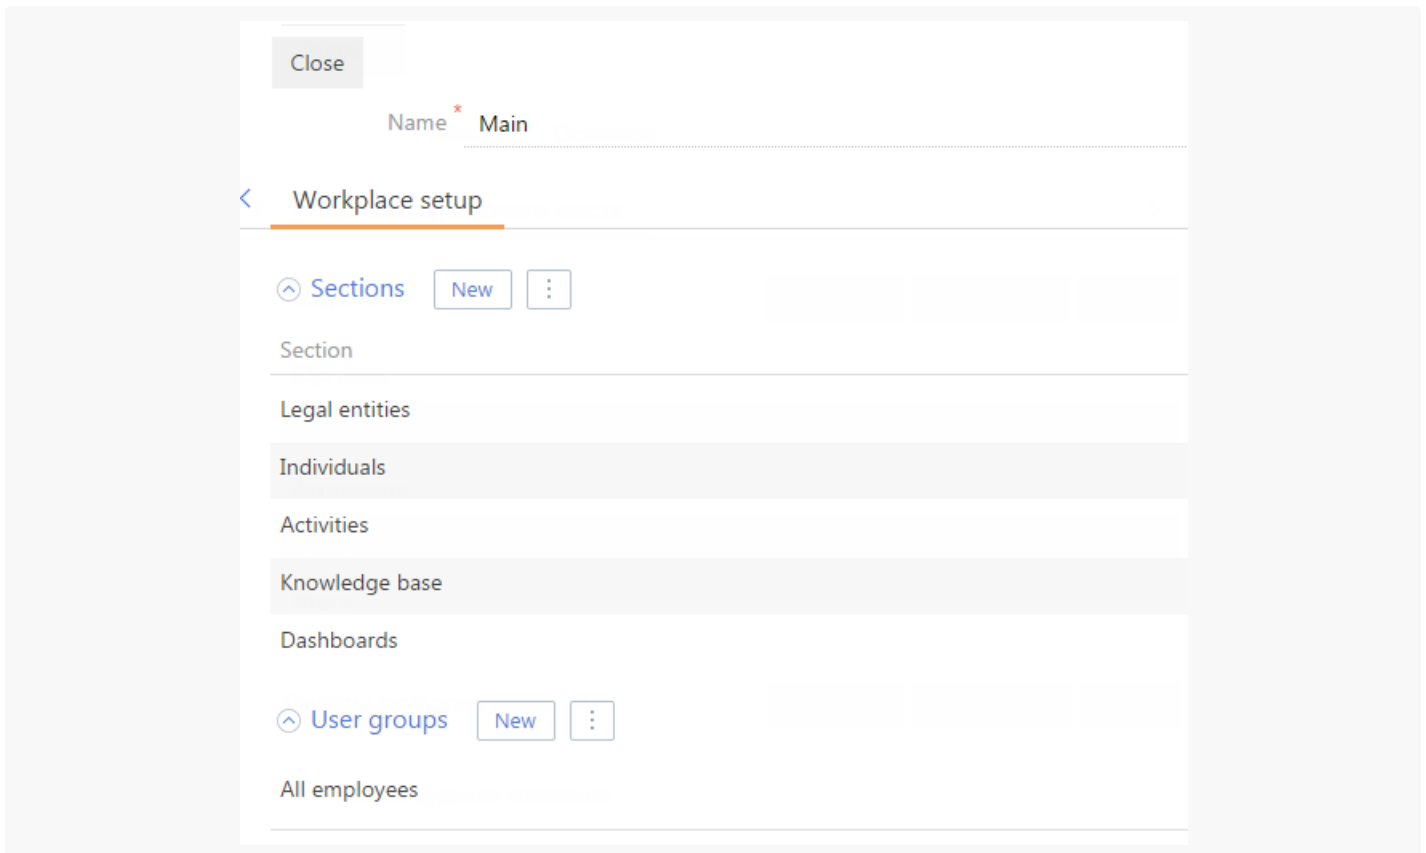 Close
Name * Main
Workplace setup
Sections New
Section
Legal entities
Individuals
Activities
Knowledge base
Dashboards
User groups New
All employees